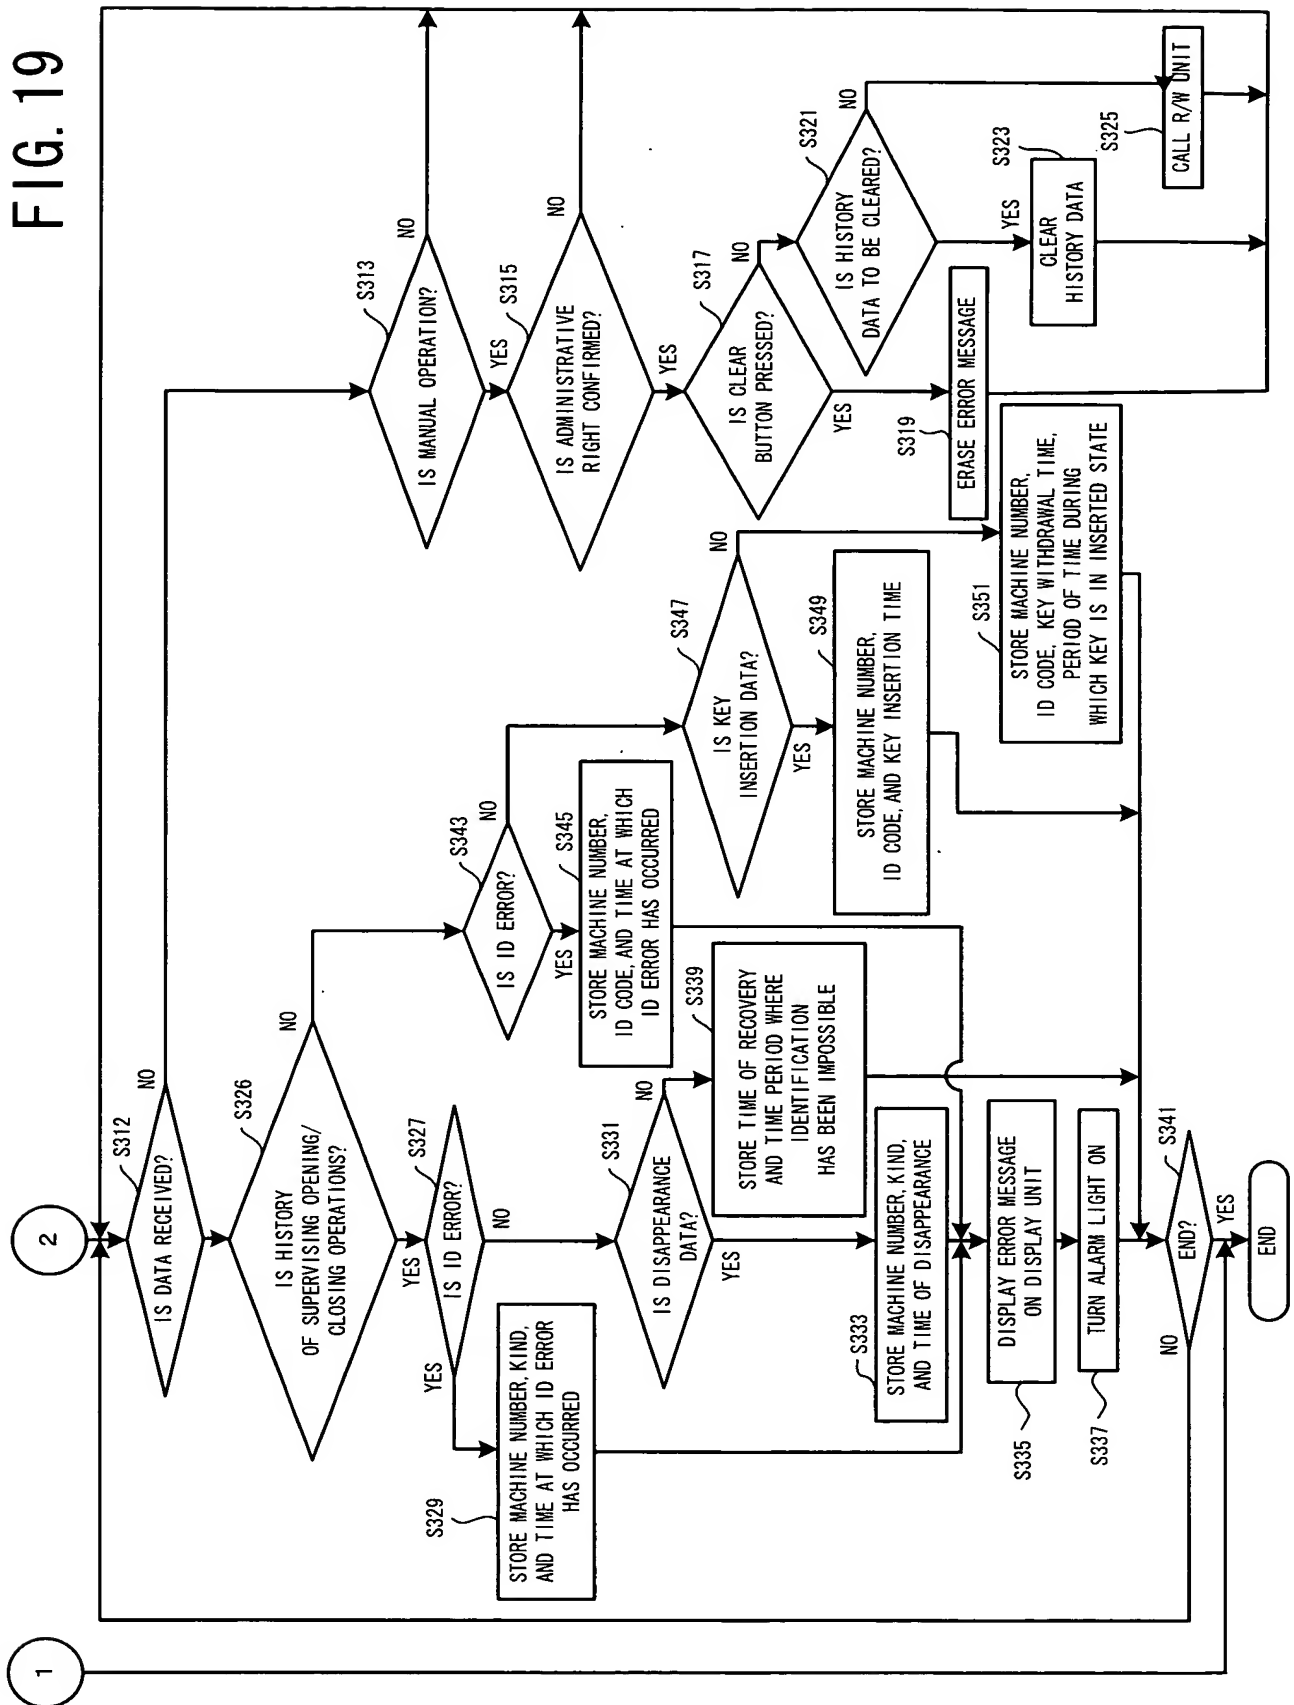 FIG. 19
1
2
S312
IS DATA RECEIVED?
NO
S326
IS HISTORY
OF SUPERVISING OPENING/
CLOSING OPERATIONS?
NO
YES
S327
IS ID ERROR?
YES
NO
S329
STORE MACHINE NUMBER, KIND,
AND TIME AT WHICH ID ERROR
HAS OCCURRED
S331
IS DISAPPEARANCE
DATA?
NO
YES
S333
STORE MACHINE NUMBER, KIND,
AND TIME OF DISAPPEARANCE
S335
DISPLAY ERROR MESSAGE
ON DISPLAY UNIT
S337
TURN ALARM LIGHT ON
S339
STORE TIME OF RECOVERY
AND TIME PERIOD WHERE
IDENTIFICATION
HAS BEEN IMPOSSIBLE
S341
END?
NO
YES
END
S343
IS ID ERROR?
NO
YES
S345
STORE MACHINE NUMBER,
ID CODE, AND TIME AT WHICH
ID ERROR HAS OCCURRED
S347
IS KEY
INSERTION DATA?
NO
YES
S349
STORE MACHINE NUMBER,
ID CODE, AND KEY INSERTION TIME
S351
STORE MACHINE NUMBER,
ID CODE, KEY WITHDRAWAL TIME,
PERIOD OF TIME DURING
WHICH KEY IS IN INSERTED STATE
S313
IS MANUAL OPERATION?
NO
YES
S315
IS ADMINISTRATIVE
RIGHT CONFIRMED?
NO
YES
S317
IS CLEAR
BUTTON PRESSED?
NO
YES
S319
ERASE ERROR MESSAGE
S321
IS HISTORY
DATA TO BE CLEARED?
NO
YES
S323
CLEAR
HISTORY DATA
S325
CALL R/W UNIT